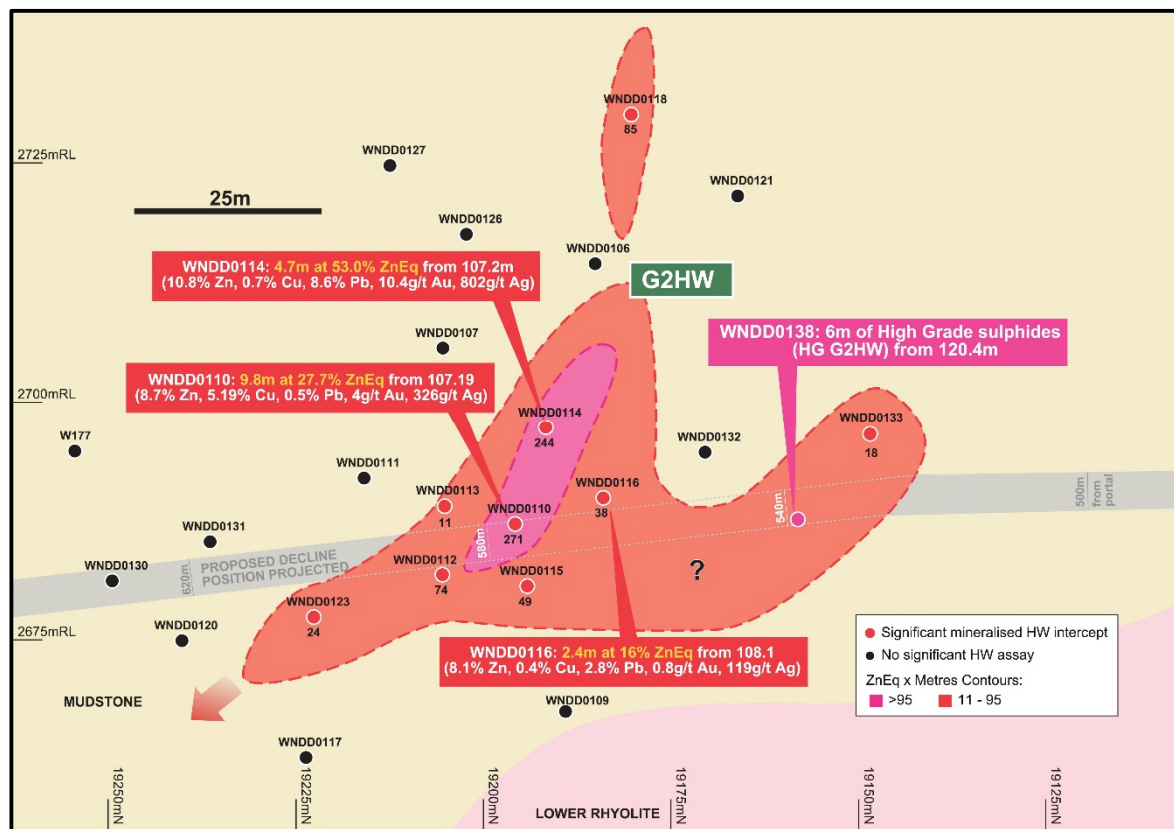 WNDD0118
85
2725mRL
WNDD0127
WNDD0121
25m
WNDD0126
WNDD0106
WNDD0114: 4.7m at 53.0% ZnEq from 107.2m
(10.8% Zn, 0.7% Cu, 8.6% Pb, 10.4g/t Au, 802g/t Ag)
G2HW
WNDD0107
WNDD0138: 6m of High Grade sulphides
(HG G2HW) from 120.4m
WNDD0110: 9.8m at 27.7% ZnEq from 107.19
(8.7% Zn, 5.19% Cu, 0.5% Pb, 4g/t Au, 326g/t Ag)
2700mRL
WNDD0114
244
WNDD0133
18
W177
WNDD0132
WNDD0111
WNDD0116
38
WNDD0113
11
WNDD0110
271
540m
500m
from
portal
WNDD0131
580m
WNDD0130
620m
PROPOSED DECLINE
POSITION PROJECTED
WNDD0112
74
WNDD0115
49
?
WNDD0123
24
WNDD0120
2675mRL
WNDD0116: 2.4m at 16% ZnEq from 108.1
(8.1% Zn, 0.4% Cu, 2.8% Pb, 0.8g/t Au, 119g/t Ag)
Significant mineralised HW intercept
No significant HW assay
ZnEq x Metres Contours:
>95
11 - 95
MUDSTONE
WNDD0109
WNDD0117
19250mN
19225mN
19200mN
19175mN
19150mN
19125mN
LOWER RHYOLITE